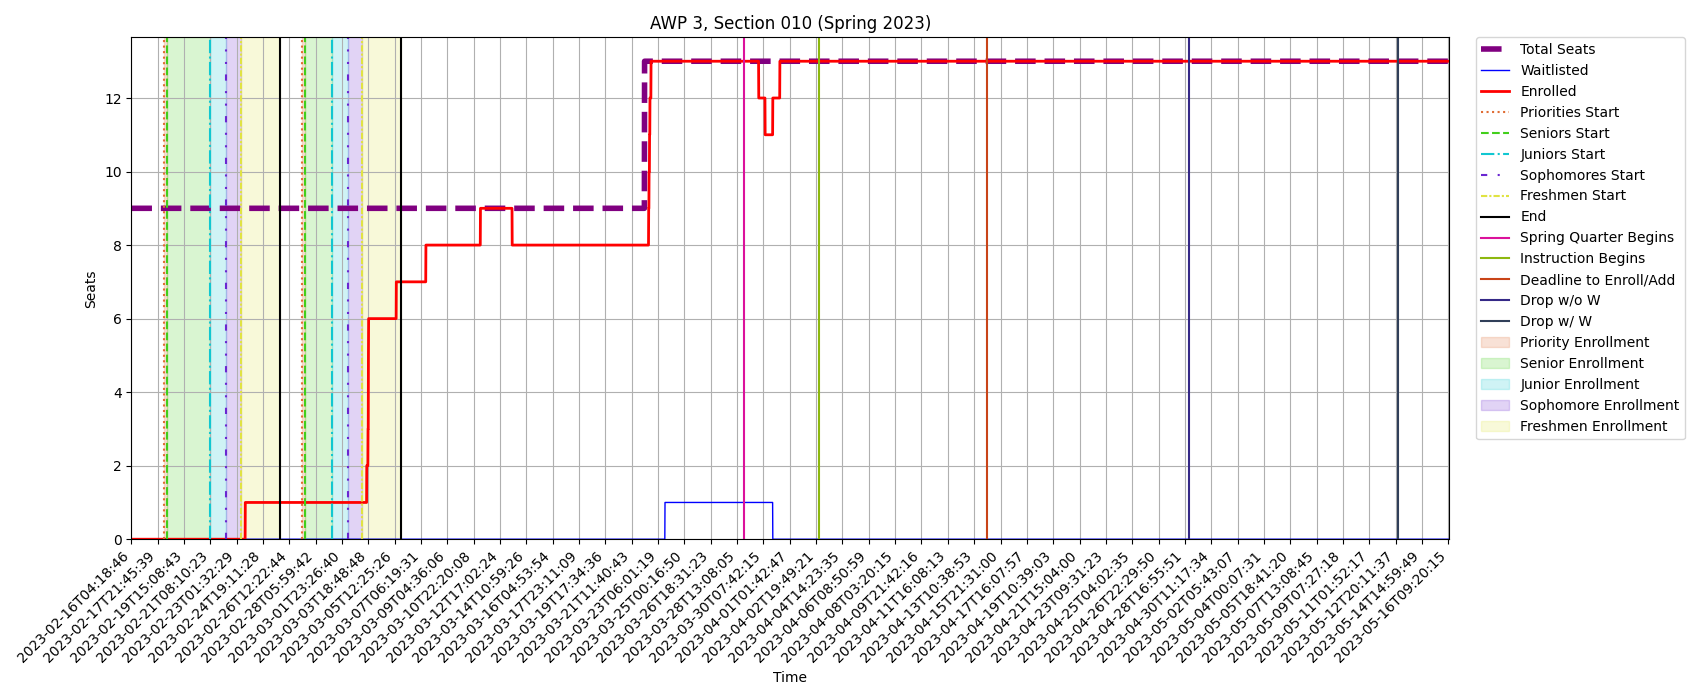 AWP 3, Section 010 (Spring 2023)
Seats
12
10
8
6
4
2
0
2023-02-16T04:18:46
2023-02-17T21:45:39
2023-02-19T15:08:43
2023-02-21T08:10:23
2023-02-23T01:32:29
2023-02-24T19:11:28
2023-02-26T12:22:44
2023-02-28T05:59:42
2023-03-01T23:26:40
2023-03-03T18:48:48
2023-03-05T12:25:26
2023-03-07T06:19:31
2023-03-09T04:36:06
2023-03-10T22:20:08
2023-03-12T17:02:24
2023-03-14T10:59:26
2023-03-16T04:53:54
2023-03-17T23:11:09
2023-03-19T17:34:36
2023-03-21T11:40:43
2023-03-23T06:01:19
2023-03-25T00:16:50
2023-03-26T18:31:23
2023-03-28T13:08:05
2023-03-30T07:42:15
2023-04-01T01:42:47
2023-04-02T19:49:21
2023-04-04T14:23:35
2023-04-06T08:50:59
2023-04-08T03:20:15
2023-04-09T21:42:16
2023-04-11T16:08:13
2023-04-13T10:38:53
2023-04-15T21:31:00
2023-04-17T16:07:57
2023-04-19T10:39:03
2023-04-21T15:04:00
2023-04-23T09:31:23
2023-04-25T04:02:35
2023-04-26T22:29:50
2023-04-28T16:55:51
2023-04-30T11:17:34
2023-05-02T05:43:07
2023-05-04T00:07:31
2023-05-05T18:41:20
2023-05-07T13:08:45
2023-05-09T07:27:18
2023-05-11T01:52:17
2023-05-12T20:11:37
2023-05-14T14:59:49
2023-05-16T09:20:15
Time
Total Seats
Waitlisted
Enrolled
Priorities Start
Seniors Start
Juniors Start
Sophomores Start
Freshmen Start
End
Spring Quarter Begins
Instruction Begins
Deadline to Enroll/Add
Drop w/o W
Drop w/ W
Priority Enrollment
Senior Enrollment
Junior Enrollment
Sophomore Enrollment
Freshmen Enrollment